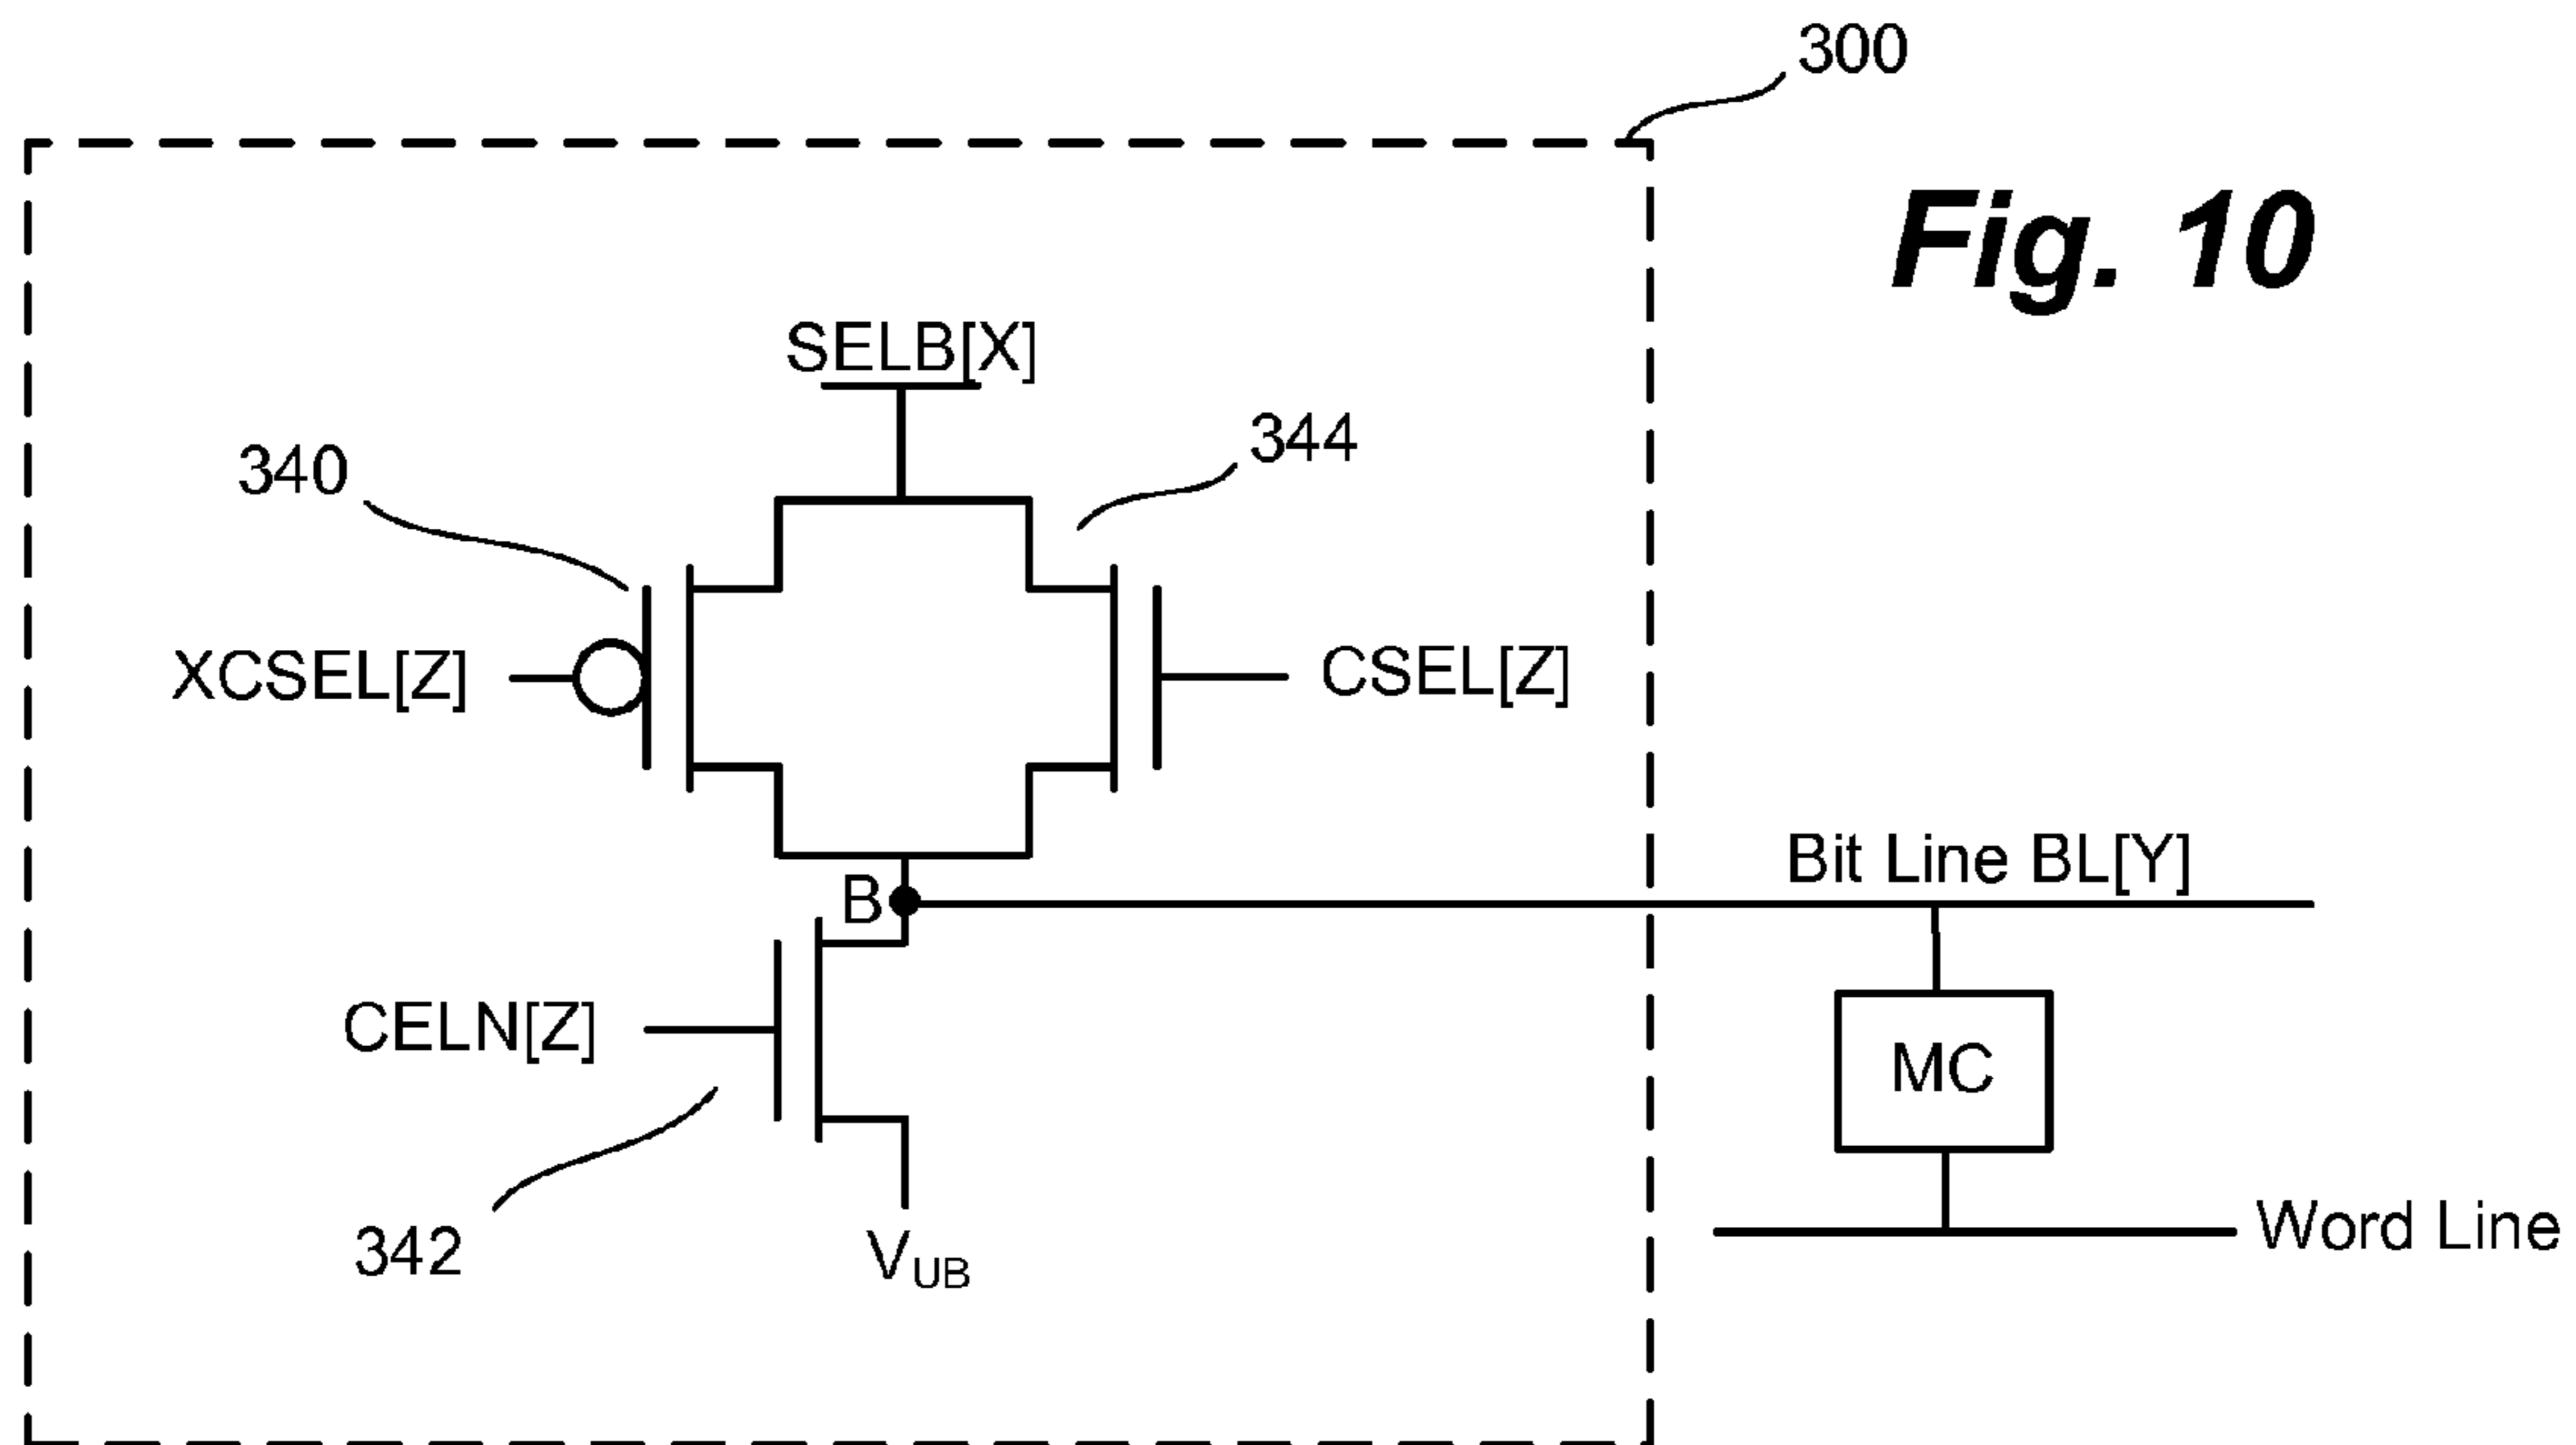 300
Fig. 10
SELB[X]
344
340
XCSEL[Z]
CSEL[Z]
Bit Line BL[Y]
B
MC
CELN[Z]
342
VUB
Word Line